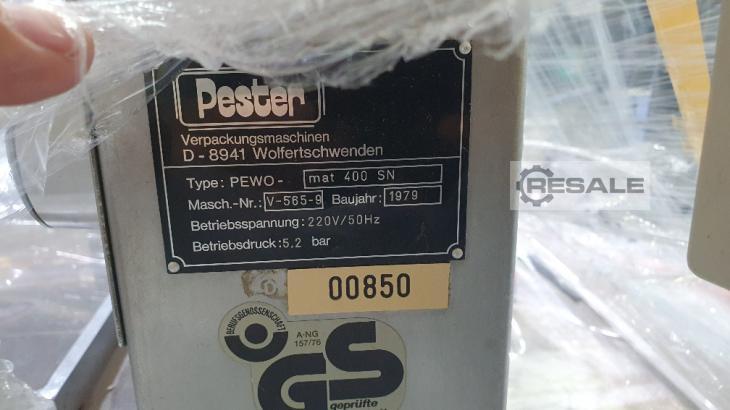 Pester
Verpackungsmaschinen
D-8941 Wolfertschwenden
Type: PEWO- mat 400 SN
Masch.-Nr.: V-565-9 Baujahr: 1979
Betriebsspannung: 220V/50Hz
Betriebsdruck: 5,2 bar
RESALE
00850
BERUFSGENOSSENSCHAFT
A-NG
157/76
GS
geprüfte